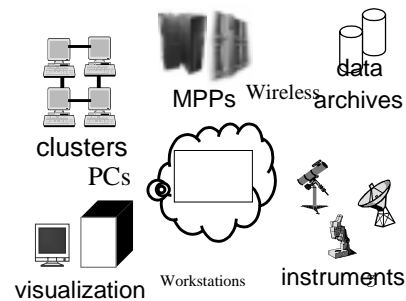 MPPs
Wireless
data
archives
clusters
PCs
visualization
Workstations
instruments